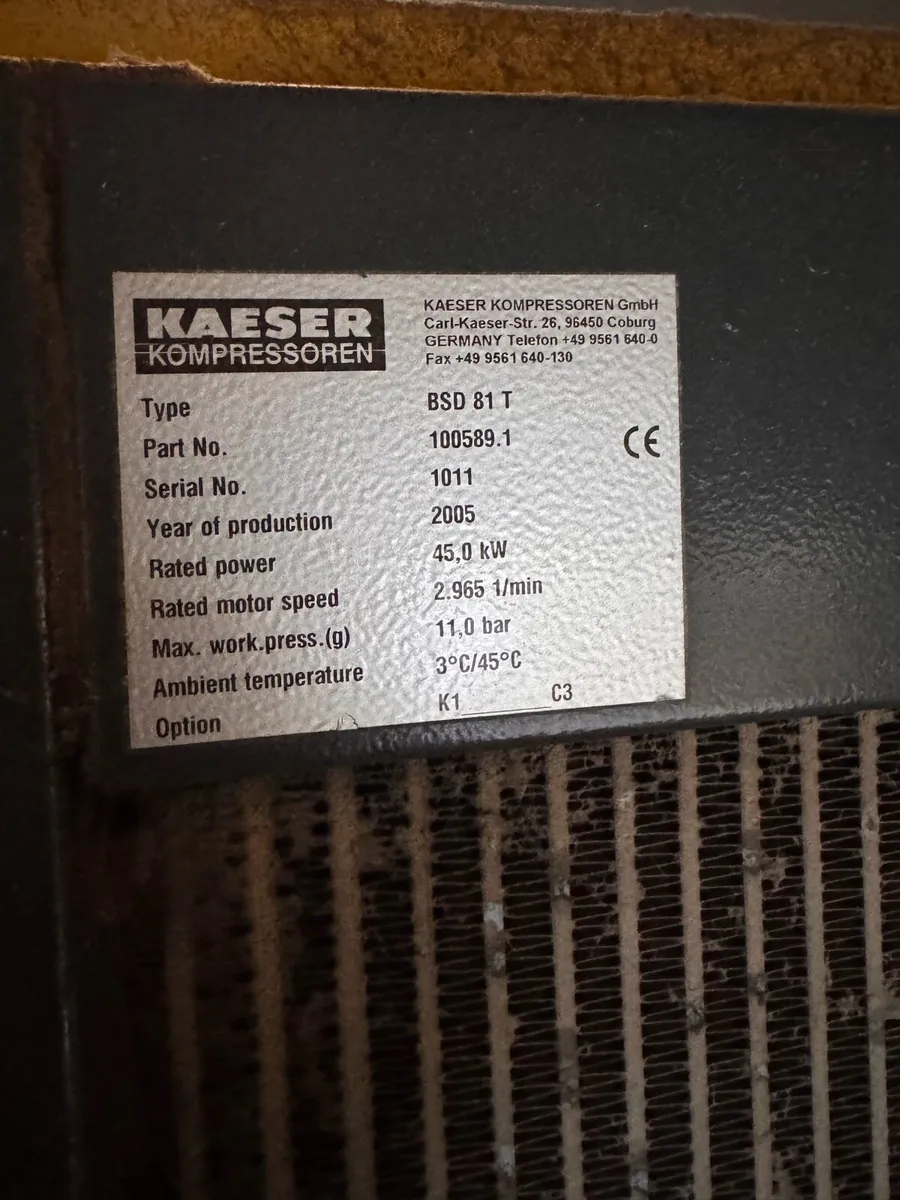 KAESER
KOMPRESSOREN
KAESER KOMPRESSOREN GmbH
Carl-Kaeser-Str. 26, 96450 Coburg
GERMANY Telefon +49 9561 640-0
Fax +49 9561 640-130
Type BSD 81 T
Part No. 100589.1
CE
Serial No. 1011
Year of production 2005
Rated power 45,0 kW
Rated motor speed 2.965 1/min
Max. work.press.(g) 11,0 bar
Ambient temperature 3°C/45°C
Option K1________C3